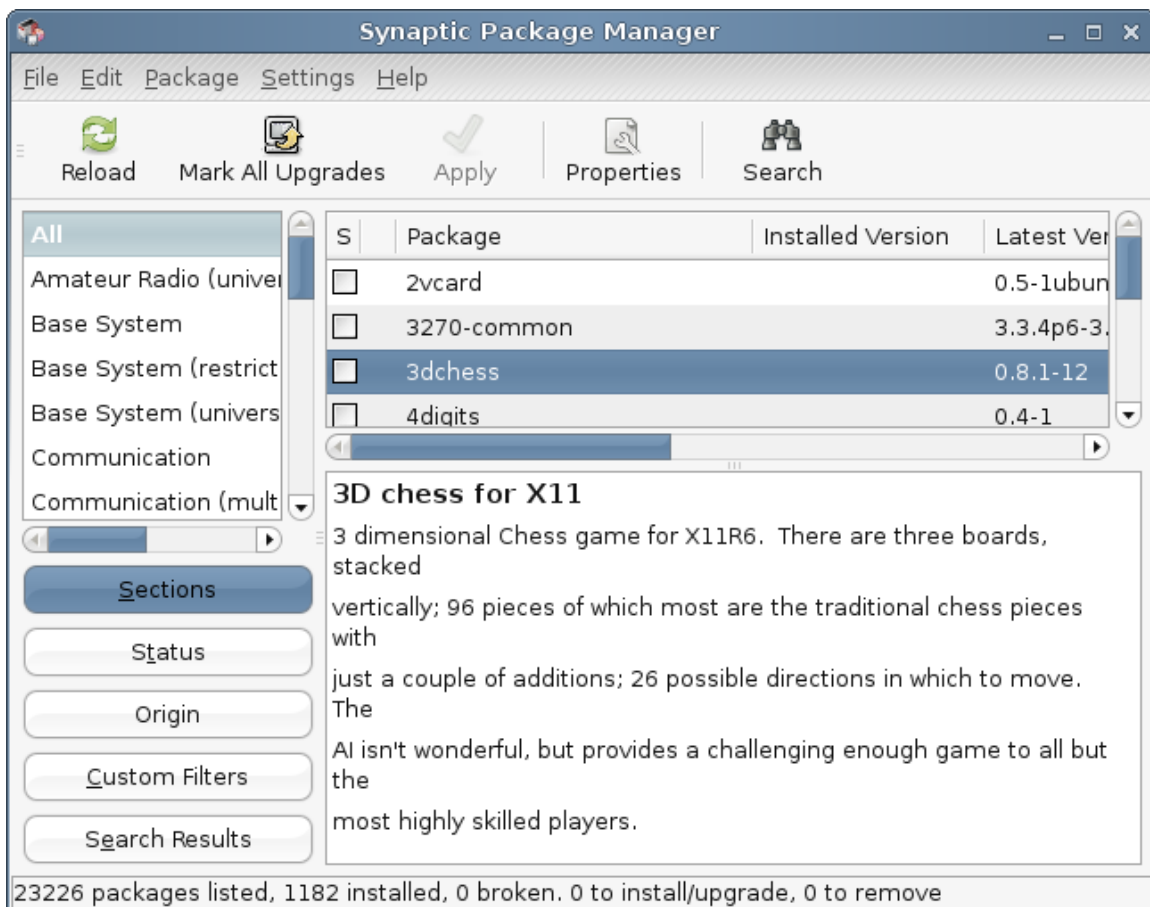 Synaptic Package Manager
File Edit Package Settings Help
Reload Mark All Upgrades Apply Properties Search
All
Amateur Radio (univer
Base System
Base System (restrict
Base System (univers
Communication
Communication (mult
Sections
Status
Origin
Custom Filters
Search Results
S Package Installed Version Latest Ver
2vcard 0.5-1ubun
3270-common 3.3.4p6-3.
3dchess 0.8.1-12
4digits 0.4-1
3D chess for X11
3 dimensional Chess game for X11R6. There are three boards,
stacked
vertically; 96 pieces of which most are the traditional chess pieces
with
just a couple of additions; 26 possible directions in which to move.
The
AI isn't wonderful, but provides a challenging enough game to all but
the
most highly skilled players.
23226 packages listed, 1182 installed, 0 broken. 0 to install/upgrade, 0 to remove